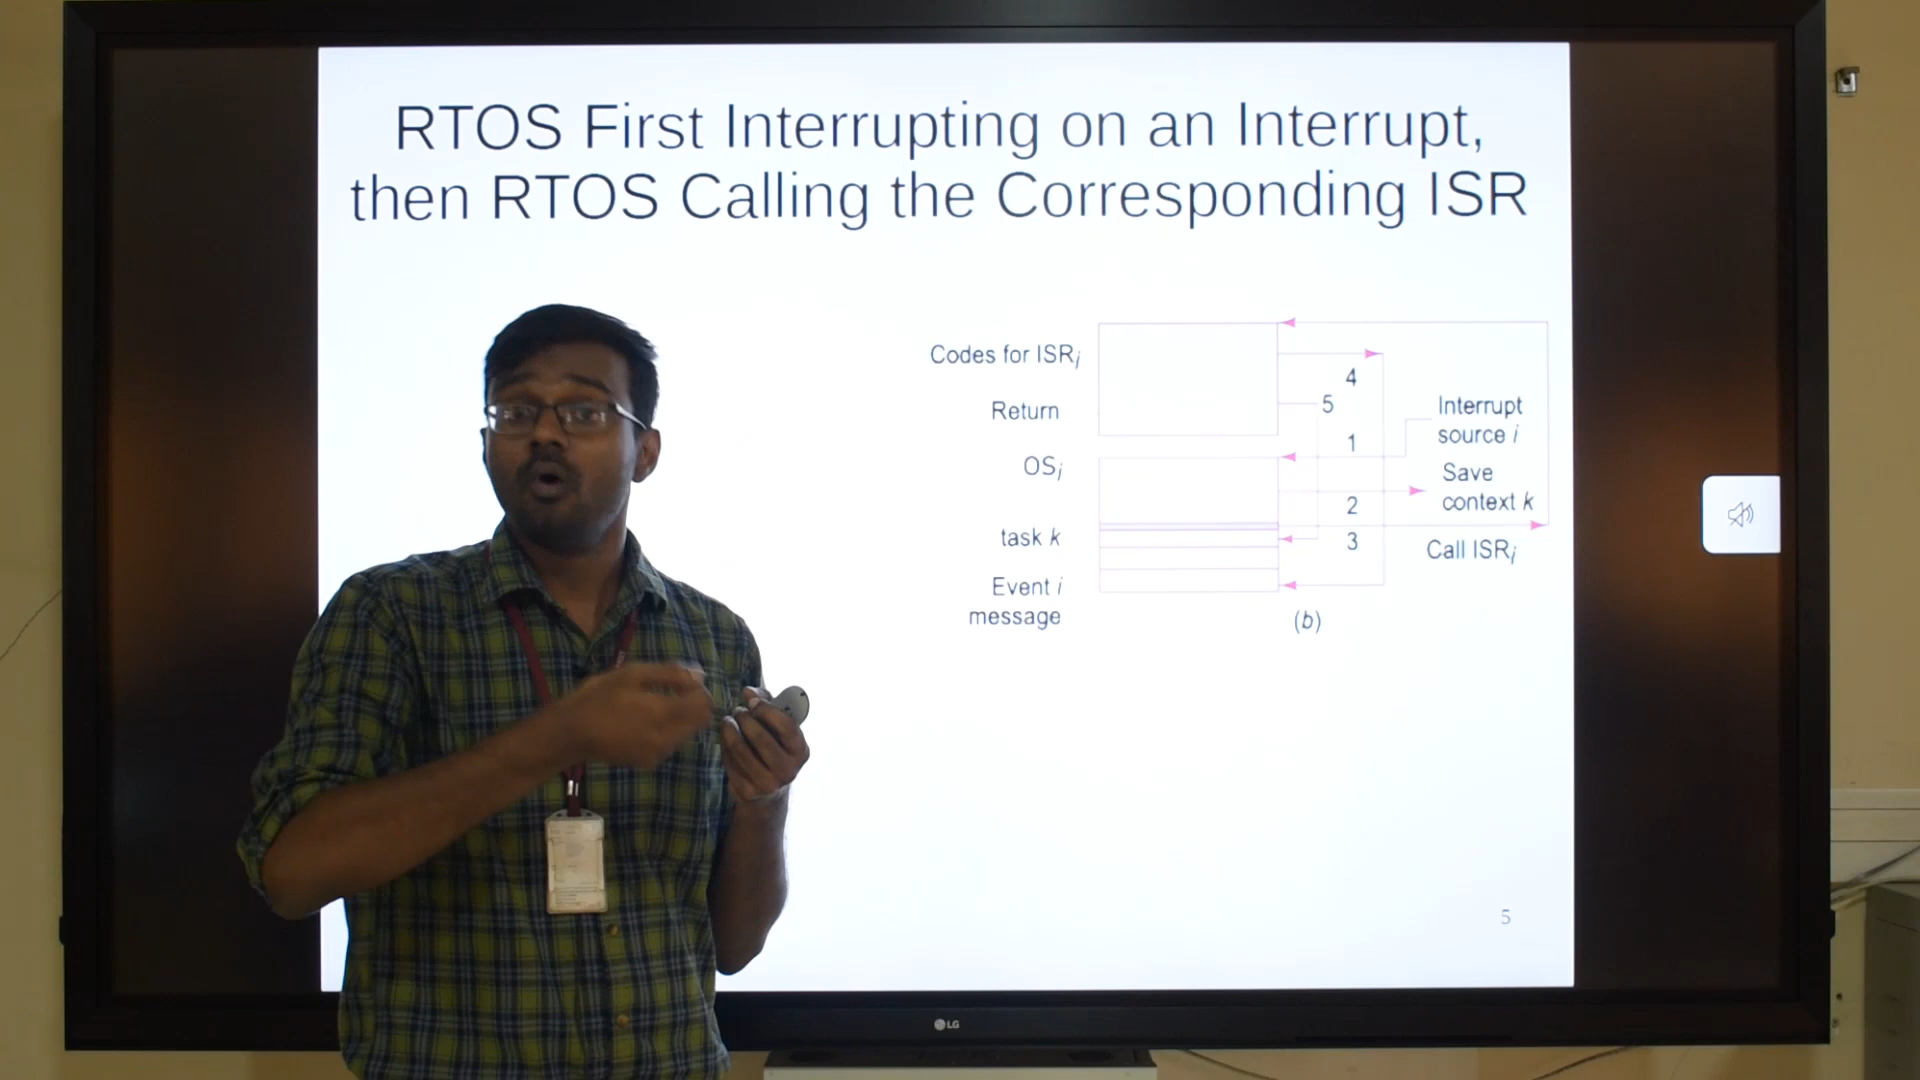 RTOS First Interrupting on an Interrupt,
then RTOS Calling the Corresponding ISR
Codes for ISRi
Return
OSi
task k
Event i
message
4
5
1
2
3
Interrupt
source i
Save
context k
Call ISRi
(b)
5
LG